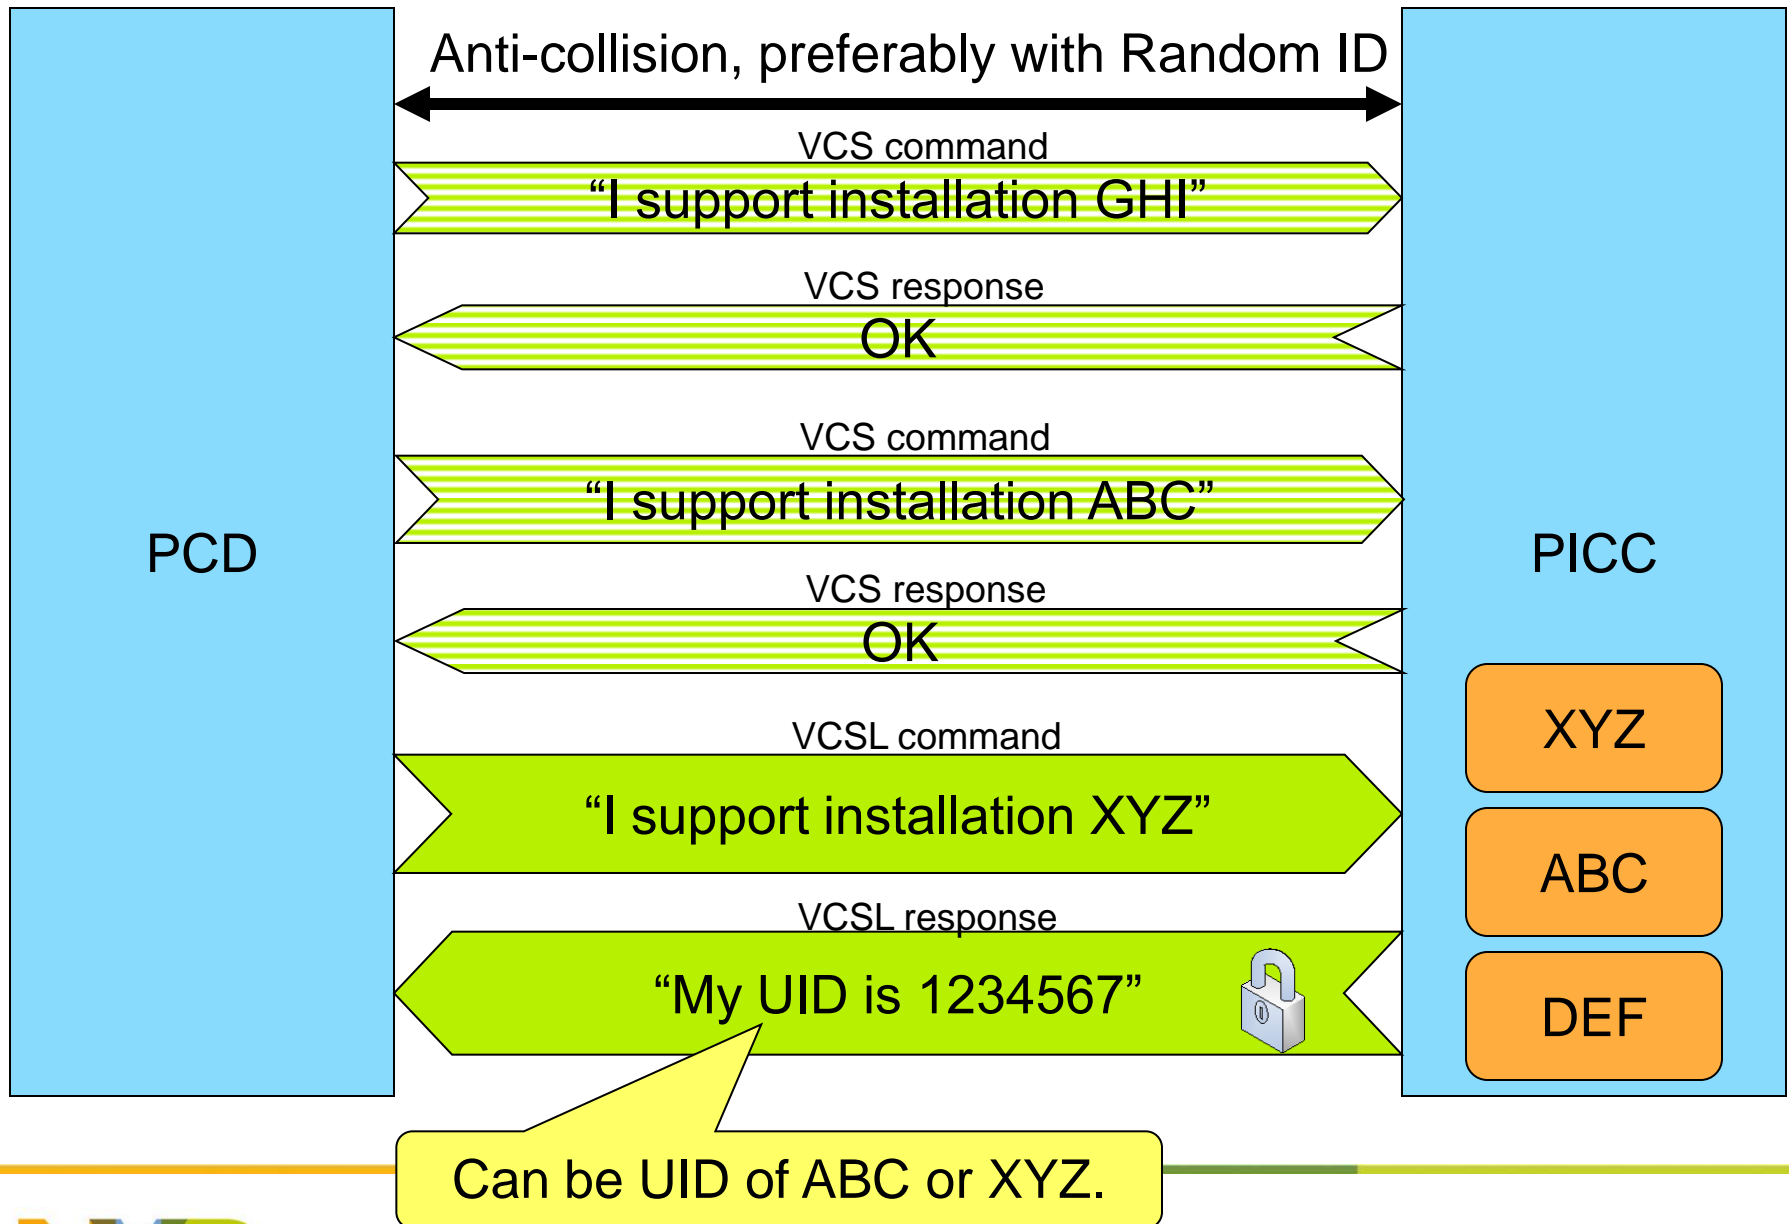 Anti-collision, preferably with Random ID
VCS command
“I support installation GHI”
VCS response
OK
VCS command
“I support installation ABC”
PCD
PICC
VCS response
OK
XYZ
VCSL command
“I support installation XYZ”
ABC
VCSL response
“My UID is 1234567”
DEF
Can be UID of ABC or XYZ.